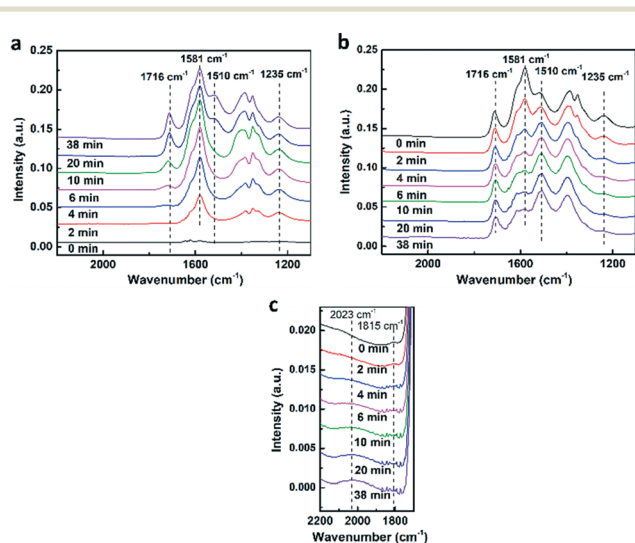 a
1581 cm-1
1716 cm-1
1510 cm-1
1235 cm-1
0.25
0.20
0.15
0.10
0.05
0.00
Intensity (a.u.)
38 min
20 min
10 min
6 min
4 min
2 min
0 min
2200
1900
1600
1200
Wavenumber (cm-1)
b
1581 cm-1
1716 cm-1
1510 cm-1
1235 cm-1
0.25
0.20
0.15
0.10
0.05
0.00
Intensity (a.u.)
0 min
2 min
4 min
6 min
10 min
20 min
38 min
2000
1600
1200
Wavenumber (cm-1)
c
2023 cm-1
1815 cm-1
0.020
0.015
0.010
0.005
0.000
Intensity (a.u.)
0 min
2 min
4 min
6 min
10 min
20 min
38 min
2200
2000
1800
Wavenumber (cm-1)